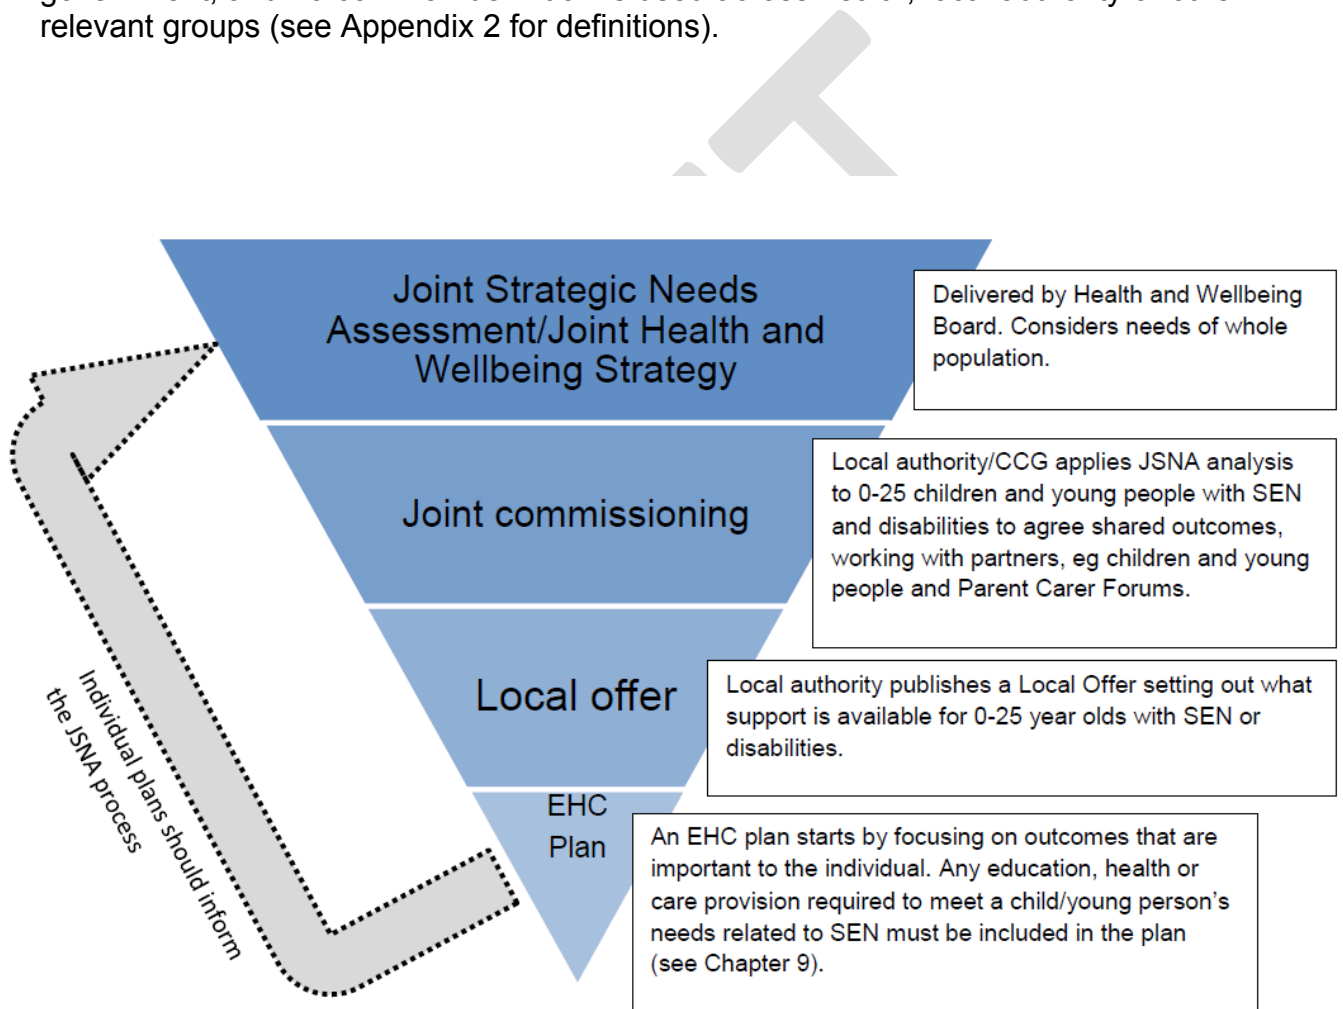 relevant groups (see Appendix 2 for definitions).
Joint Strategic Needs
Assessment/Joint Health and
Wellbeing Strategy
Delivered by Health and Wellbeing
Board. Considers needs of whole
population.
Joint commissioning
Local authority/CCG applies JSNA analysis
to 0-25 children and young people with SEN
and disabilities to agree shared outcomes,
working with partners, eg children and young
people and Parent Carer Forums.
Local offer
Local authority publishes a Local Offer setting out what
support is available for 0-25 year olds with SEN or
disabilities.
EHC
Plan
An EHC plan starts by focusing on outcomes that are
important to the individual. Any education, health or
care provision required to meet a child/young person’s
needs related to SEN must be included in the plan
(see Chapter 9).
Individual plans should inform
the JSNA process